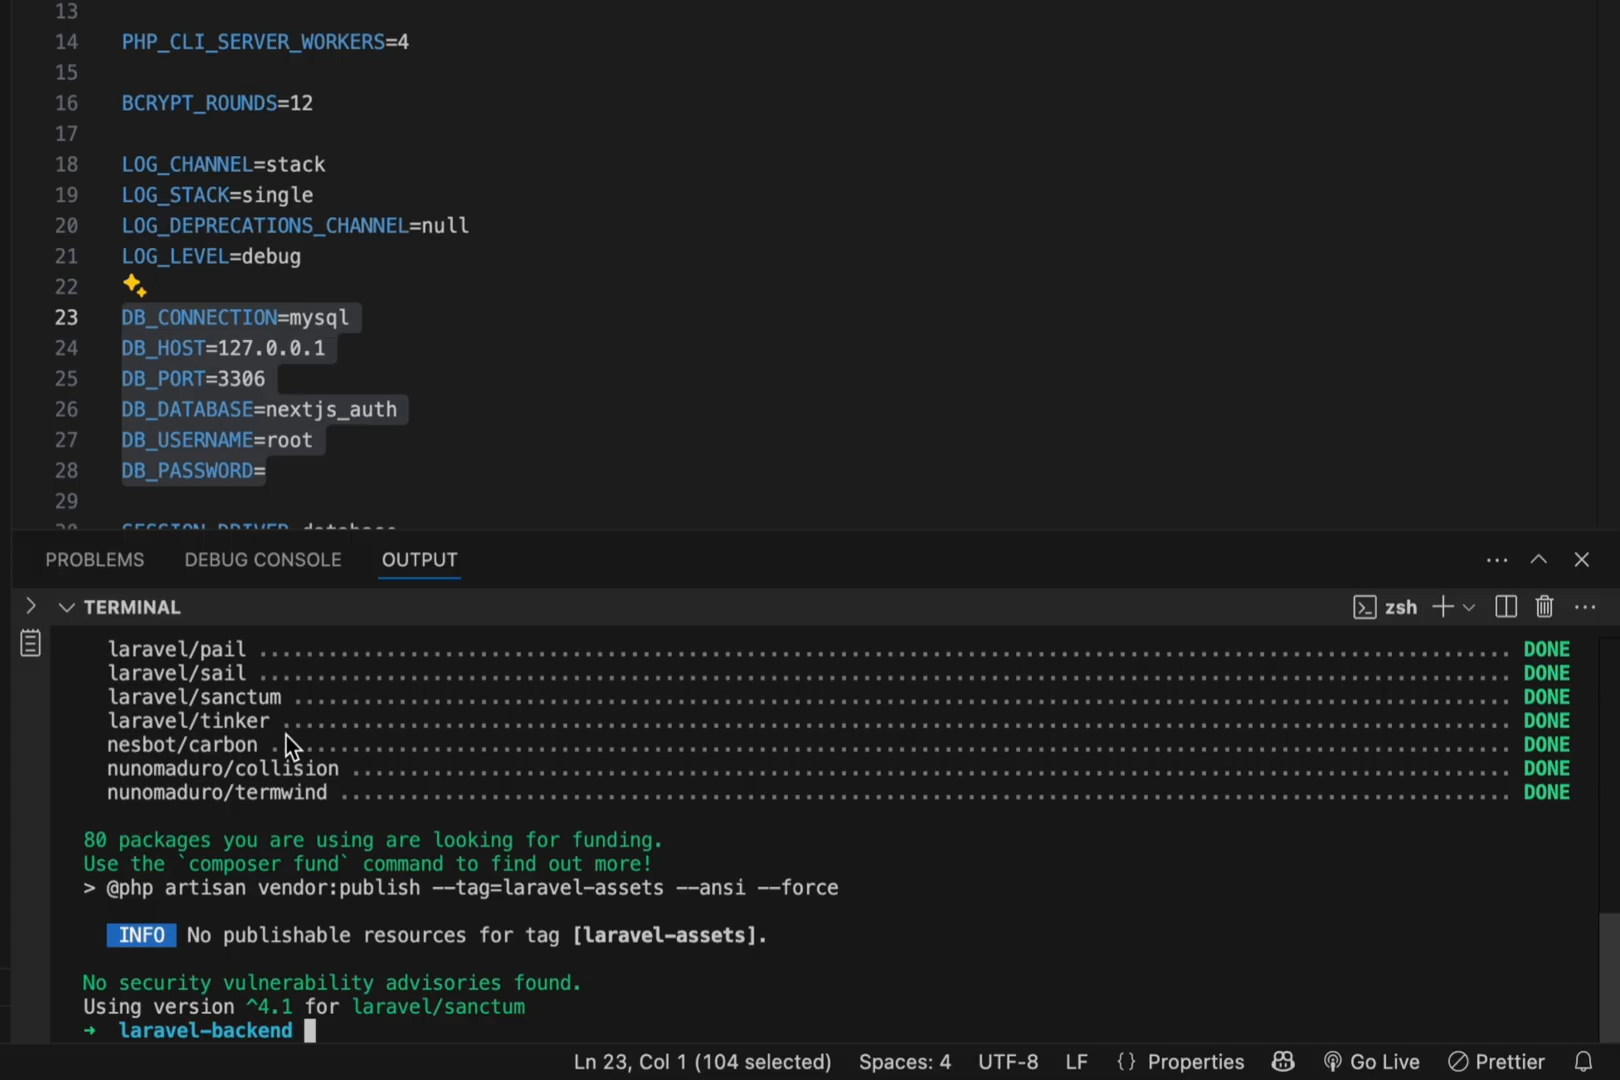 13
14 PHP_CLI_SERVER_WORKERS=4
15
16 BCRYPT_ROUNDS=12
17
18 LOG_CHANNEL=stack
19 LOG_STACK=single
20 LOG_DEPRECATIONS_CHANNEL=null
21 LOG_LEVEL=debug
22
23 DB_CONNECTION=mysql
24 DB_HOST=127.0.0.1
25 DB_PORT=3306
26 DB_DATABASE=nextjs_auth
27 DB_USERNAME=root
28 DB_PASSWORD=
29
PROBLEMS DEBUG CONSOLE OUTPUT
TERMINAL zsh
laravel/pail ........ DONE
laravel/sail ........ DONE
laravel/sanctum ........ DONE
laravel/tinker ........ DONE
nesbot/carbon ........ DONE
nunomaduro/collision ........ DONE
nunomaduro/termwind ........ DONE
80 packages you are using are looking for funding.
Use the `composer fund` command to find out more!
> @php artisan vendor:publish --tag=laravel-assets --ansi --force
INFO No publishable resources for tag [laravel-assets].
No security vulnerability advisories found.
Using version ^4.1 for laravel/sanctum
→ laravel-backend
Ln 23, Col 1 (104 selected) Spaces: 4 UTF-8 LF {} Properties Go Live Prettier